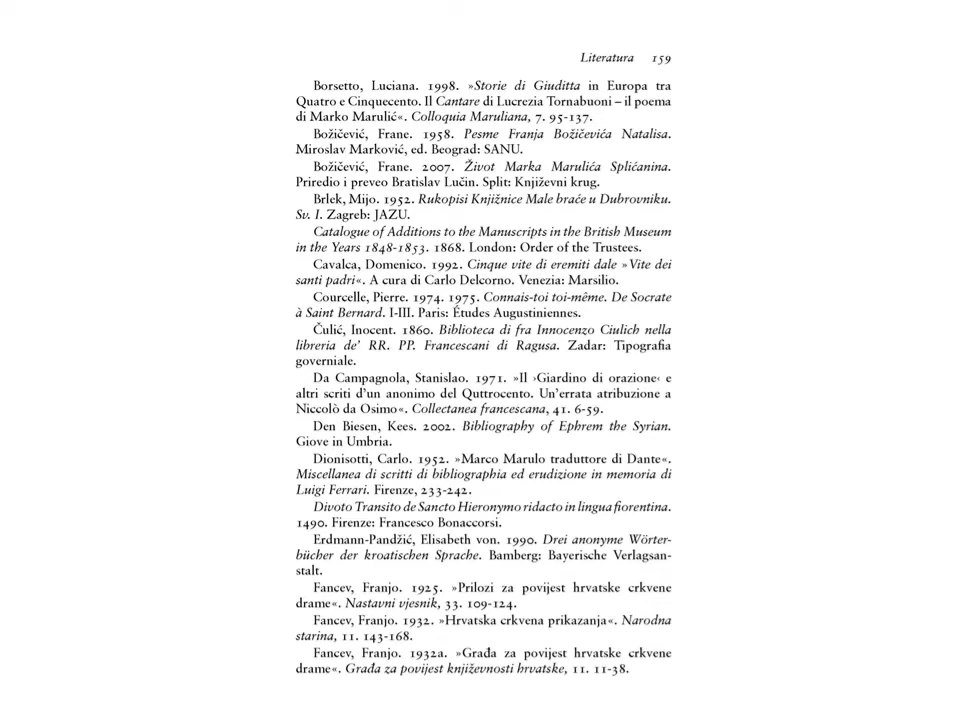 Literatura 159
Borsetto, Luciana. 1998. »Storie di Giuditta in Europa tra
Quatro e Cinquecento. Il Cantare di Lucrezia Tornabuoni – il poema
di Marko Marulić«. Colloquia Maruliana, 7. 95-137.
Božičević, Frane. 1958. Pesme Franja Božičevića Natalisa.
Miroslav Marković, ed. Beograd: SANU.
Božičević, Frane. 2007. Život Marka Marulića Splićanina.
Priredio i preveo Bratislav Lučin. Split: Književni krug.
Brlek, Mijo. 1952. Rukopisi Knjižnice Male braće u Dubrovniku.
Sv. I. Zagreb: JAZU.
Catalogue of Additions to the Manuscripts in the British Museum
in the Years 1848-1853. 1868. London: Order of the Trustees.
Cavalca, Domenico. 1992. Cinque vite di eremiti dale »Vite dei
santi padri«. A cura di Carlo Delcorno. Venezia: Marsilio.
Courcelle, Pierre. 1974. 1975. Connais-toi toi-même. De Socrate
à Saint Bernard. I-III. Paris: Études Augustiniennes.
Čulić, Inocent. 1860. Biblioteca di fra Innocenzo Ciulich nella
libreria de’ RR. PP. Francescani di Ragusa. Zadar: Tipografia
governiale.
Da Campagnola, Stanislao. 1971. »Il ›Giardino di orazione‹ e
altri scriti d’un anonimo del Quttrocento. Un’errata atribuzione a
Niccolò da Osimo«. Collectanea francescana, 41. 6-59.
Den Biesen, Kees. 2002. Bibliography of Ephrem the Syrian.
Giove in Umbria.
Dionisotti, Carlo. 1952. »Marco Marulo traduttore di Dante«.
Miscellanea di scritti di bibliographia ed erudizione in memoria di
Luigi Ferrari. Firenze, 233-242.
Divoto Transito de Sancto Hieronymo ridacto in lingua fiorentina.
1490. Firenze: Francesco Bonaccorsi.
Erdmann-Pandžić, Elisabeth von. 1990. Drei anonyme Wörter-
bücher der kroatischen Sprache. Bamberg: Bayerische Verlagsan-
stalt.
Fancev, Franjo. 1925. »Prilozi za povijest hrvatske crkvene
drame«. Nastavni vjesnik, 33. 109-124.
Fancev, Franjo. 1932. »Hrvatska crkvena prikazanja«. Narodna
starina, 11. 143-168.
Fancev, Franjo. 1932a. »Građa za povijest hrvatske crkvene
drame«. Građa za povijest književnosti hrvatske, 11. 11-38.